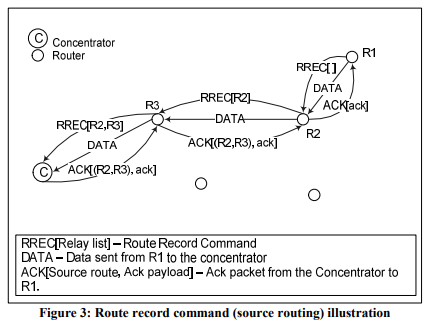 C Concentrator
Router
R1
RREC[ ]
DATA
ACK[ack]
RREC[R2]
R3
DATA
R2
RREC[R2,R3]
DATA
ACK[(R2,R3), ack]
ACK[(R2,R3), ack]
C
RREC[Relay list] – Route Record Command
DATA – Data sent from R1 to the concentrator
ACK[Source route, Ack payload] – Ack packet from the Concentrator to
R1.
Figure 3: Route record command (source routing) illustration